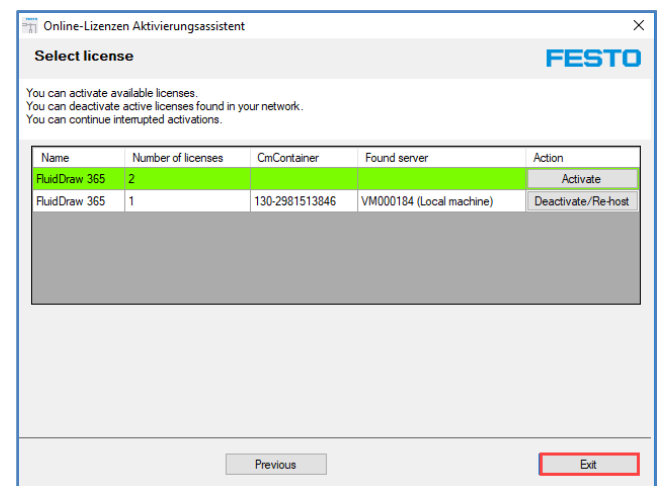 Online-Lizenzen Aktivierungsassistent
Select license
FESTO
You can activate available licenses.
You can deactivate active licenses found in your network.
You can continue interrupted activations.
Name Number of licenses CmContainer Found server Action
FluidDraw 365 2 Activate
FluidDraw 365 1 130-2981513846 VM000184 (Local machine) Deactivate/Re-host
Previous Exit